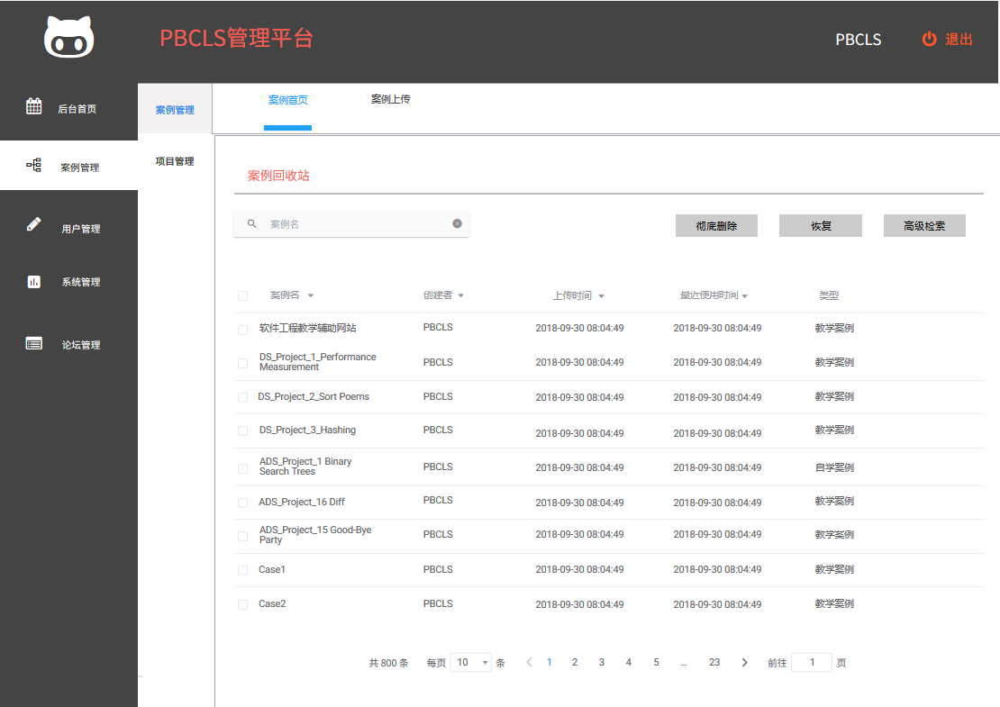 PBCLS管理平台
PBCLS
退出
后台首页
案例管理
用户管理
系统管理
论坛管理
案例管理
项目管理
案例首页
案例上传
案例回收站
案例名
彻底删除
恢复
高级检索
案例名 创建者 上传时间 最近使用时间 类型
软件工程教学辅助网站 PBCLS 2018-09-30 08:04:49 2018-09-30 08:04:49 教学案例
DS_Project_1_Performance
Measurement PBCLS 2018-09-30 08:04:49 2018-09-30 08:04:49 教学案例
DS_Project_2_Sort Poems PBCLS 2018-09-30 08:04:49 2018-09-30 08:04:49 教学案例
DS_Project_3_Hashing PBCLS 2018-09-30 08:04:49 2018-09-30 08:04:49 教学案例
ADS_Project_1 Binary
Search Trees PBCLS 2018-09-30 08:04:49 2018-09-30 08:04:49 自学案例
ADS_Project_16 Diff PBCLS 2018-09-30 08:04:49 2018-09-30 08:04:49 教学案例
ADS_Project_15 Good-Bye
Party PBCLS 2018-09-30 08:04:49 2018-09-30 08:04:49 教学案例
Case1 PBCLS 2018-09-30 08:04:49 2018-09-30 08:04:49 教学案例
Case2 PBCLS 2018-09-30 08:04:49 2018-09-30 08:04:49 教学案例
共 800 条 每页 10 条 1 2 3 4 5 ... 23 前往 1 页